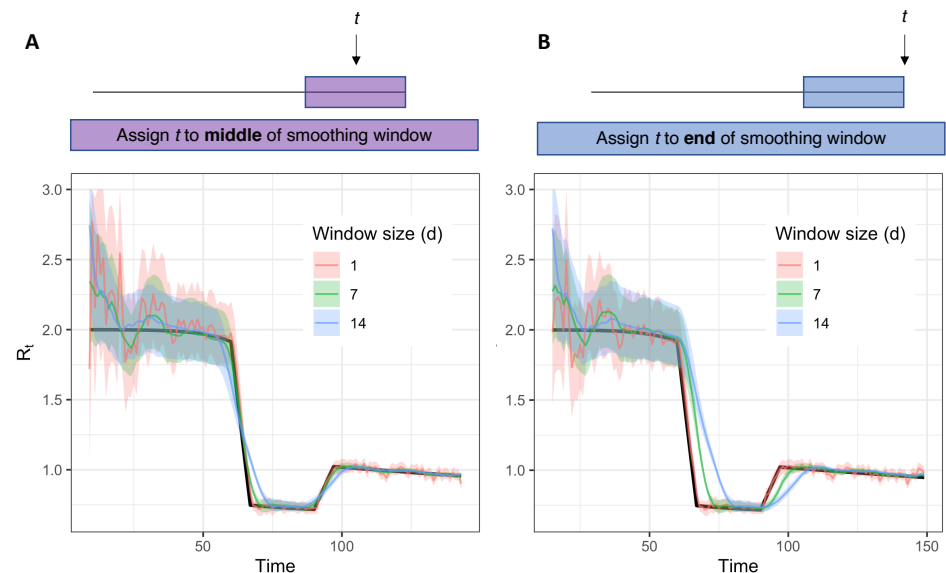 A
t
Assign t to middle of smoothing window
3.0
2.5
2.0
1.5
1.0
Rt
Window size (d)
1
7
14
50
100
Time
B
t
Assign t to end of smoothing window
3.0
2.5
2.0
1.5
1.0
Window size (d)
1
7
14
50
100
150
Time